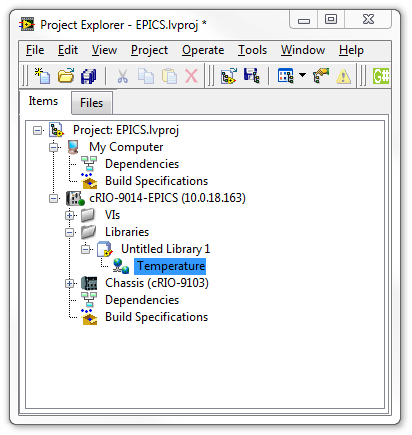 Project Explorer - EPICS.lvproj *
File Edit View Project Operate Tools Window Help
G#
Items Files
Project: EPICS.lvproj
My Computer
Dependencies
Build Specifications
cRIO-9014-EPICS (10.0.18.163)
VIs
Libraries
Untitled Library 1
Temperature
Chassis (cRIO-9103)
Dependencies
Build Specifications